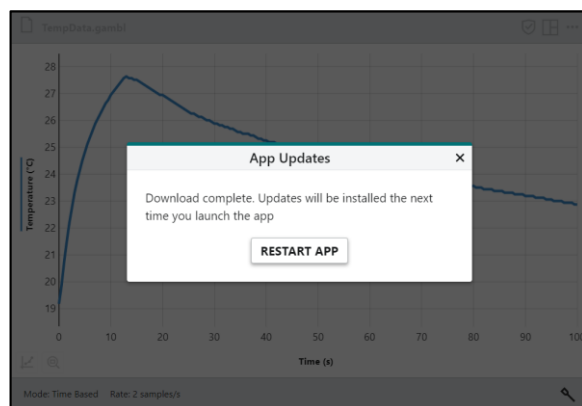 TempData.gambl
28
27
26
25
24
23
22
21
20
19
Temperature (°C)
App Updates
Download complete. Updates will be installed the next
time you launch the app
RESTART APP
0 10 20 30 40 50 60 70 80 90 100
Time (s)
Mode: Time Based Rate: 2 samples/s